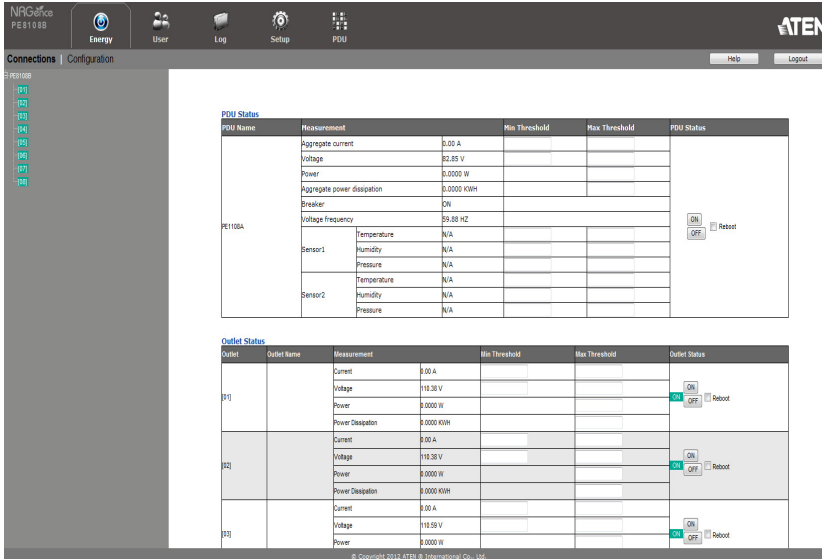 NRGence
PE8108B
Energy
User
Log
Setup
PDU
ATEN
Connections | Configuration
Help
Logout
PE8108B
[01]
[02]
[03]
[04]
[05]
[06]
[07]
[08]
PDU Status
PDU Name Measurement Min Threshold Max Threshold PDU Status
PE1108A
Aggregate current 0.00 A
Voltage 82.85 V
Power 0.0000 W
Aggregate power dissipation 0.0000 KWH
Breaker ON
Voltage frequency 59.88 HZ
Sensor1
Temperature N/A
Humidity N/A
Pressure N/A
Sensor2
Temperature N/A
Humidity N/A
Pressure N/A
ON
OFF
Reboot
Outlet Status
Outlet Outlet Name Measurement Min Threshold Max Threshold Outlet Status
[01]
Current 0.00 A
Voltage 110.38 V
Power 0.0000 W
Power Dissipation 0.0000 KWH
ON
ON
OFF
Reboot
[02]
Current 0.00 A
Voltage 110.38 V
Power 0.0000 W
Power Dissipation 0.0000 KWH
ON
ON
OFF
Reboot
[03]
Current 0.00 A
Voltage 110.59 V
Power 0.0000 W
ON
ON
OFF
Reboot
© Copyright 2012 ATEN ® International Co., Ltd.